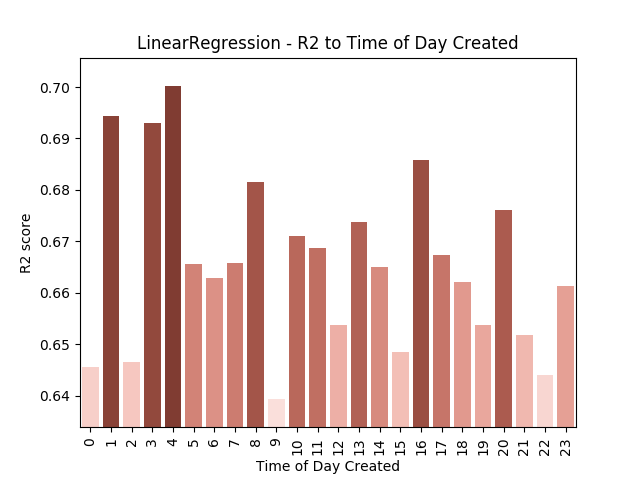 LinearRegression - R2 to Time of Day Created
R2 score
0.70
0.69
0.68
0.67
0.66
0.65
0.64
0 1 2 3 4 5 6 7 8 9 10 11 12 13 14 15 16 17 18 19 20 21 22 23
Time of Day Created